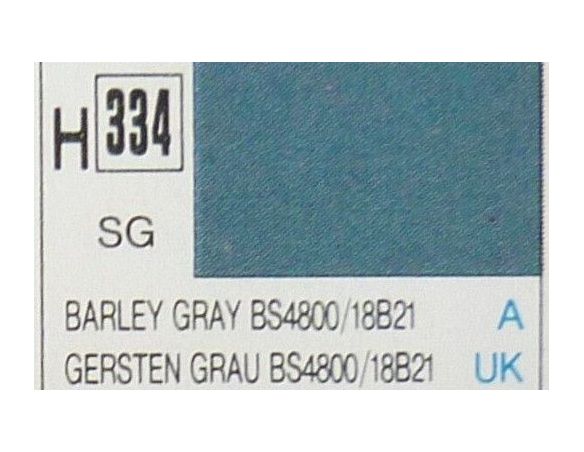 H 334
SG
BARLEY GRAY BS4800/18B21 A
GERSTEN GRAU BS4800/18B21 UK